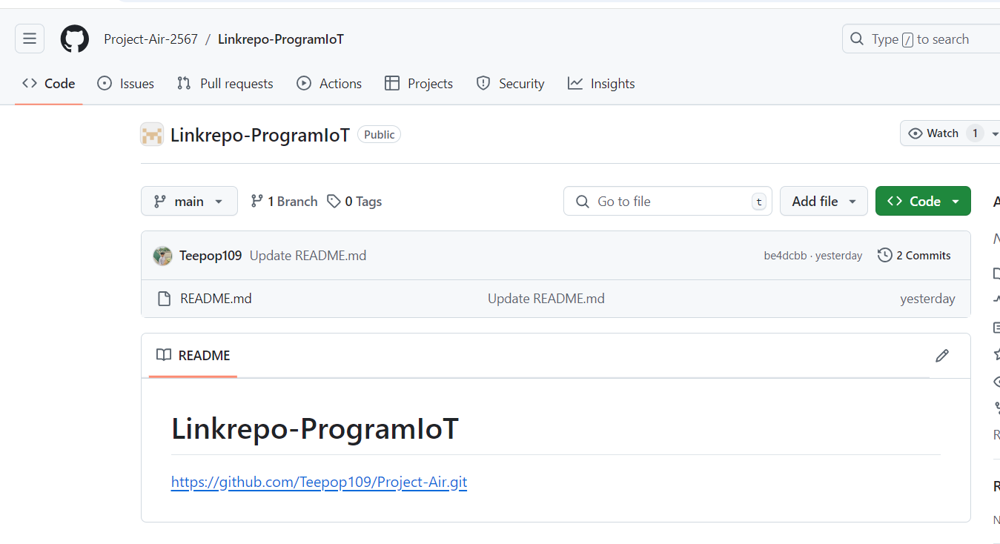 Project-Air-2567 / Linkrepo-ProgramIoT
Type / to search
Code Issues Pull requests Actions Projects Security Insights
Linkrepo-ProgramIoT Public
Watch 1
main 1 Branch 0 Tags
Go to file t
Add file
Code
Teepop109 Update README.md be4dcbb · yesterday 2 Commits
README.md Update README.md yesterday
README
Linkrepo-ProgramIoT
https://github.com/Teepop109/Project-Air.git